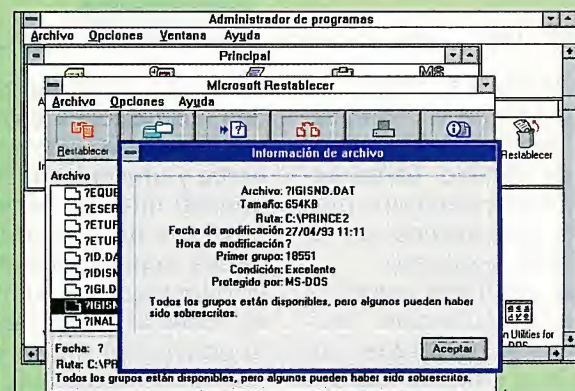 Administrador de programas
Archivo Opciones Ventana Ayuda
Principal
MS
Microsoft Restablecer
Archivo Opciones Ayuda
Restablecer
Restablecer
Información de archivo
Archivo
?EQUE
?ESER
?ETUF
?ETUF
?ID.DA
?IDISN
?IGI.D
?IGISN
?INAL.
Archivo: ?IGISND.DAT
Tamaño: 654KB
Ruta: C:\PRINCE2
Fecha de modificación 27/04/93 11:11
Hora de modificación ?
Primer grupo: 18551
Condición: Excelente
Protegido por: MS-DOS
Todos los grupos están disponibles, pero algunos pueden haber
sido sobrescritos.
Aceptar
n Utilities for
DOS
Fecha: ?
Ruta: C:\PR
Todos los grupos están disponibles, pero algunos pueden haber sido sobrescritos.